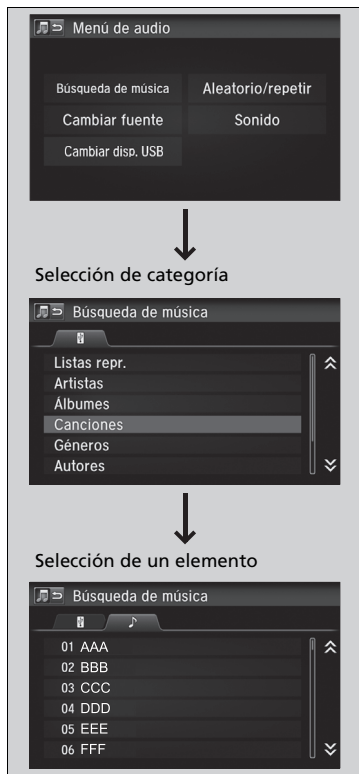 Menú de audio
Búsqueda de música Aleatorio/repetir
Cambiar fuente Sonido
Cambiar disp. USB
Selección de categoría
Búsqueda de música
Listas repr.
Artistas
Álbumes
Canciones
Géneros
Autores
Selección de un elemento
Búsqueda de música
01 AAA
02 BBB
03 CCC
04 DDD
05 EEE
06 FFF